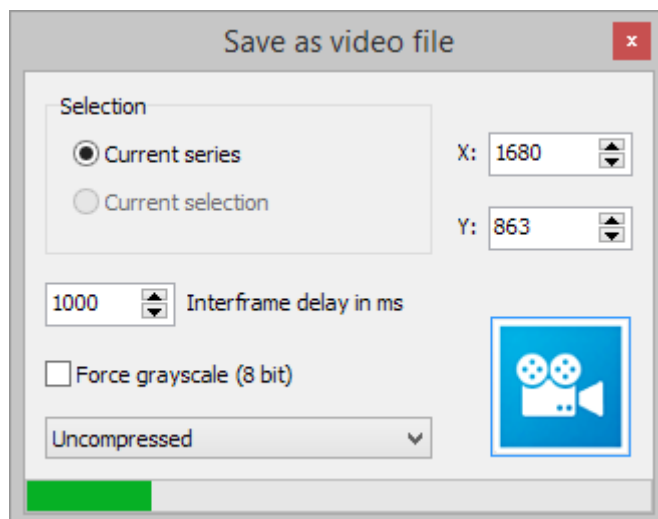 Save as video file
x
Selection
Current series
Current selection
X: 1680
Y: 863
1000 Interframe delay in ms
Force grayscale (8 bit)
Uncompressed